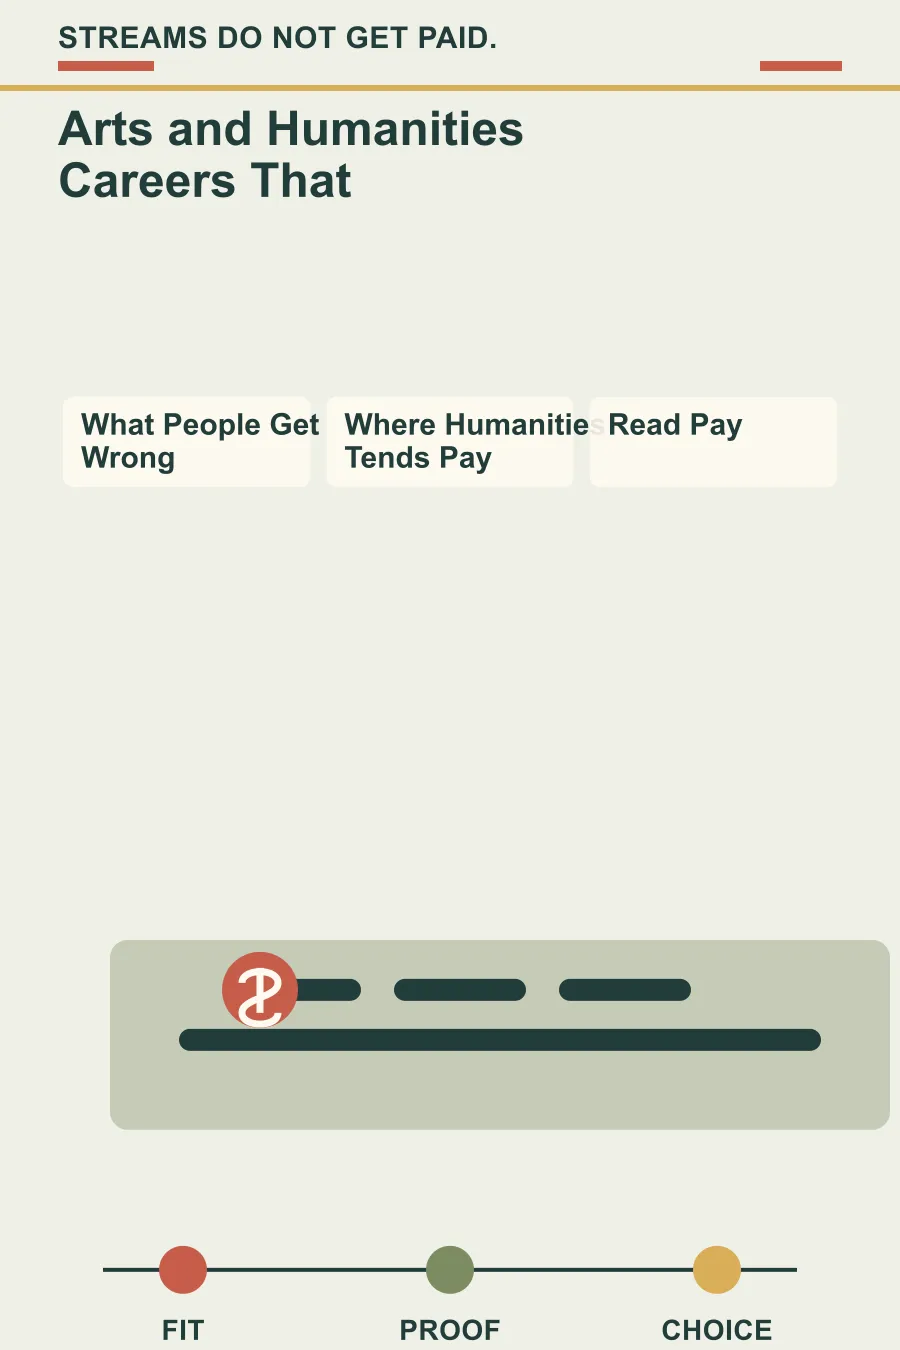 STREAMS DO NOT GET PAID.
Arts and Humanities
Careers That
What People Get
Wrong
Where Humanities
Tends Pay
Read Pay
FIT
PROOF
CHOICE